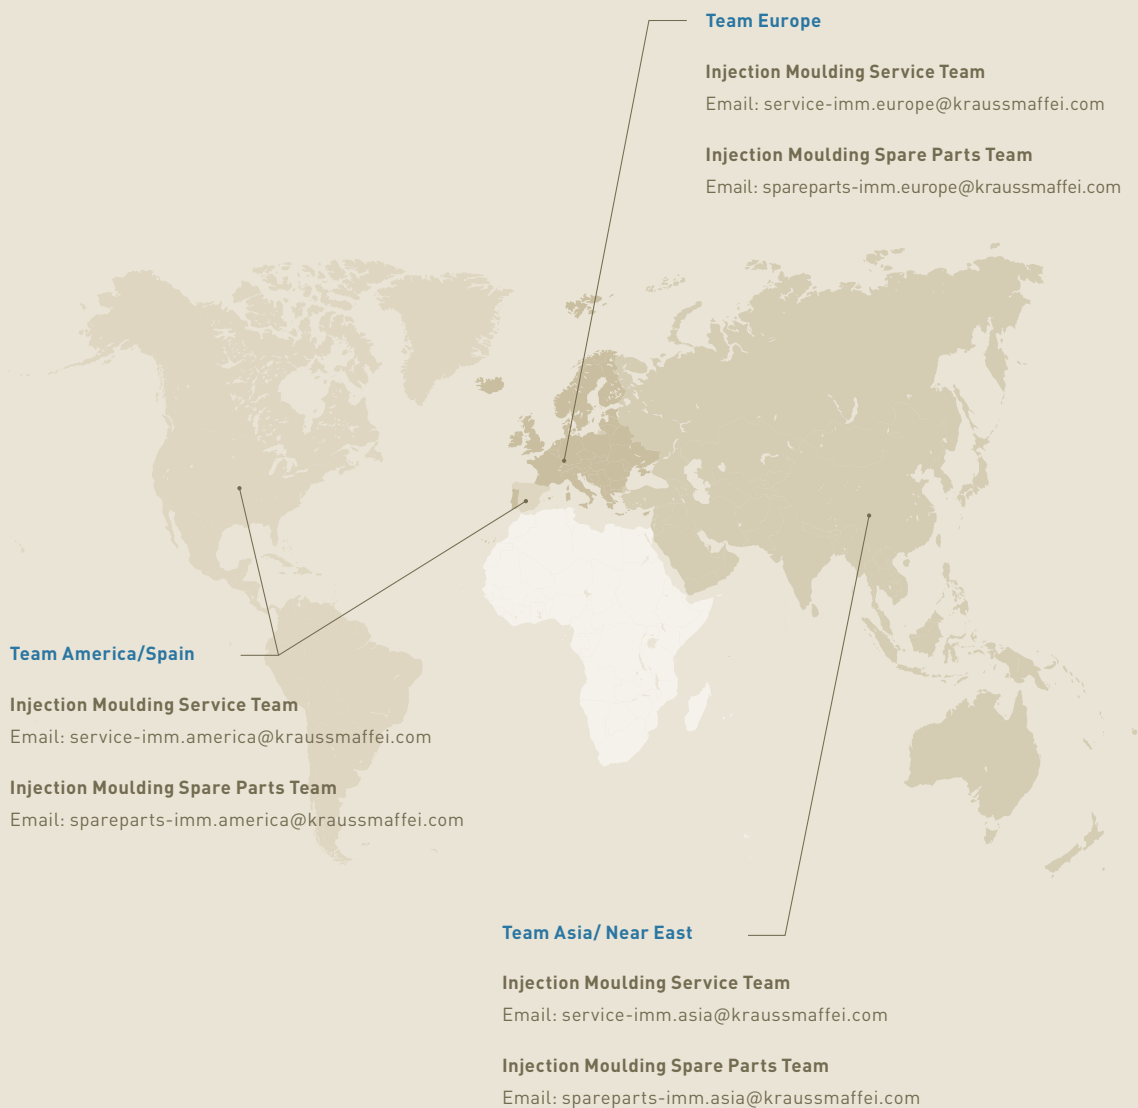 Team Europe
Injection Moulding Service Team
Email: service-imm.europe@kraussmaffei.com
Injection Moulding Spare Parts Team
Email: spareparts-imm.europe@kraussmaffei.com
Team America/Spain
Injection Moulding Service Team
Email: service-imm.america@kraussmaffei.com
Injection Moulding Spare Parts Team
Email: spareparts-imm.america@kraussmaffei.com
Team Asia/ Near East
Injection Moulding Service Team
Email: service-imm.asia@kraussmaffei.com
Injection Moulding Spare Parts Team
Email: spareparts-imm.asia@kraussmaffei.com